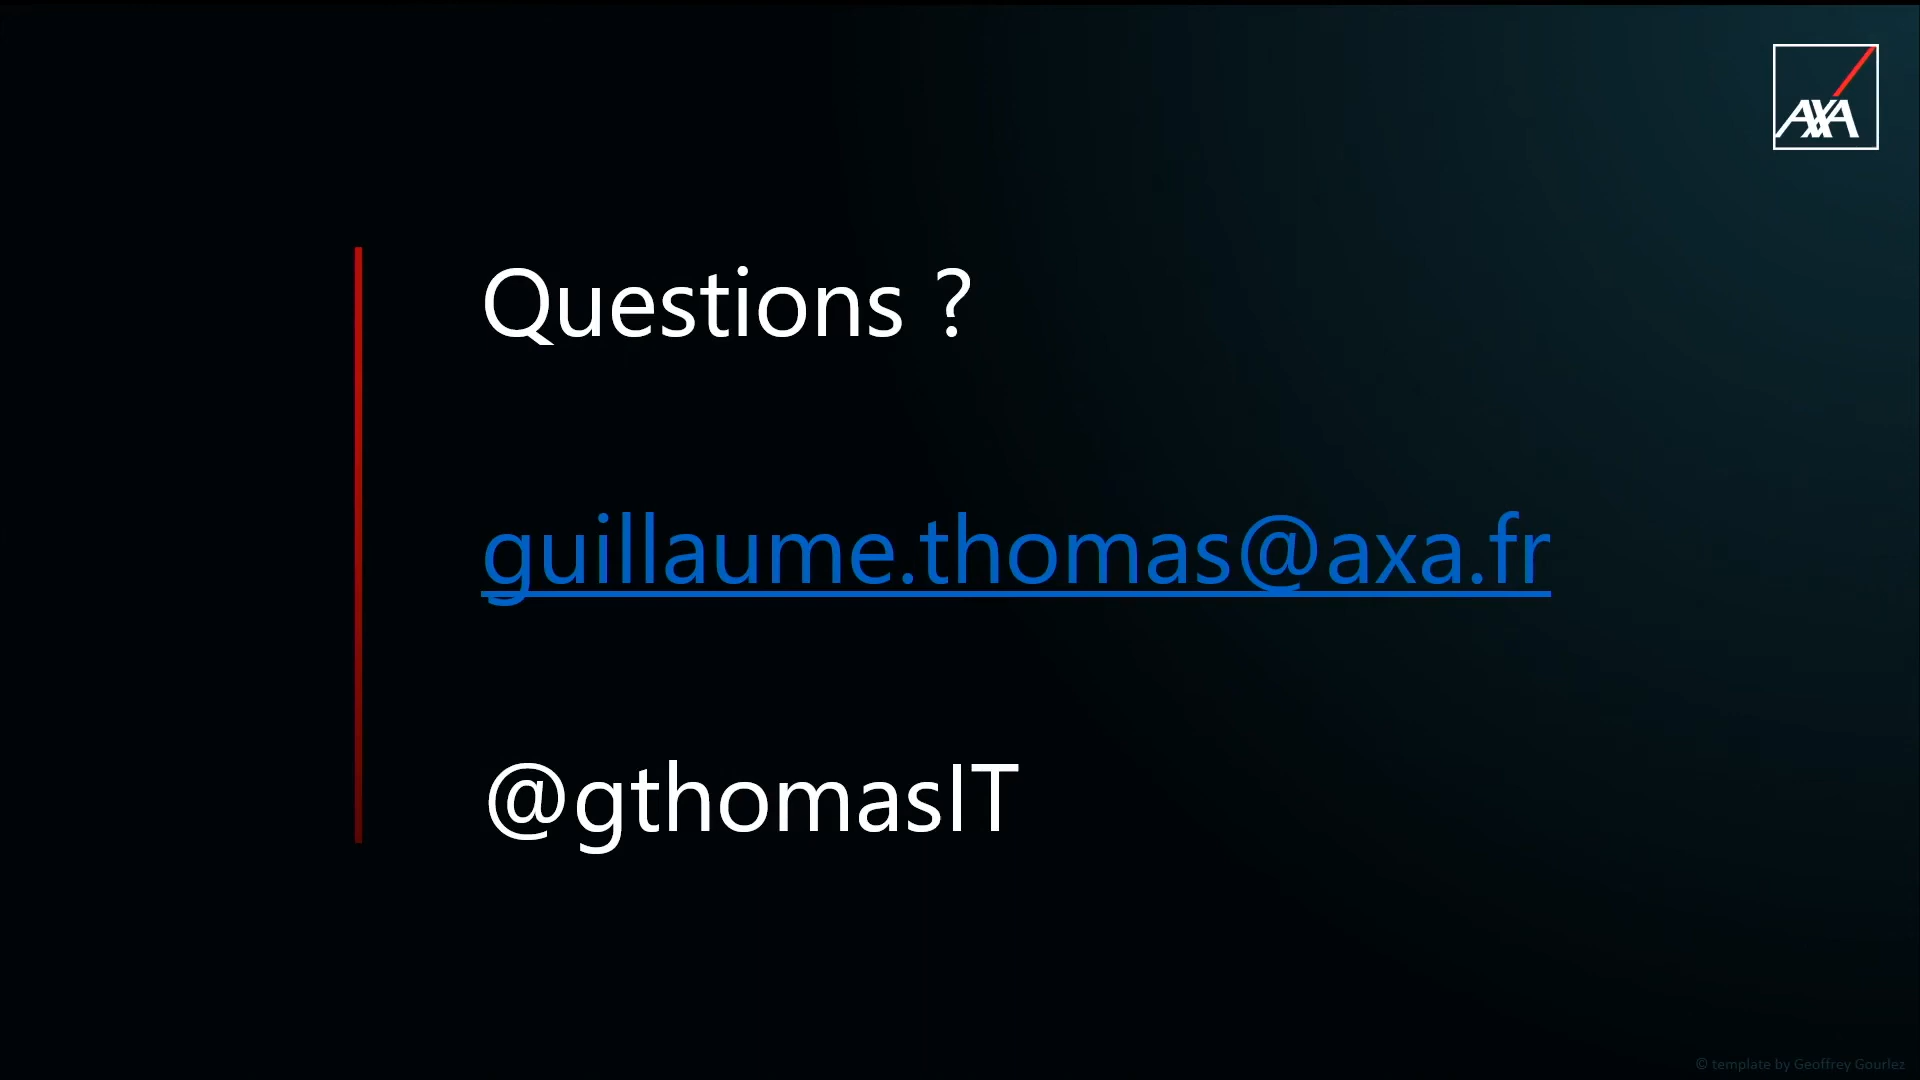 AXA
Questions ?
guillaume.thomas@axa.fr
@gthomasIT
© template by Geoffrey Gourlez